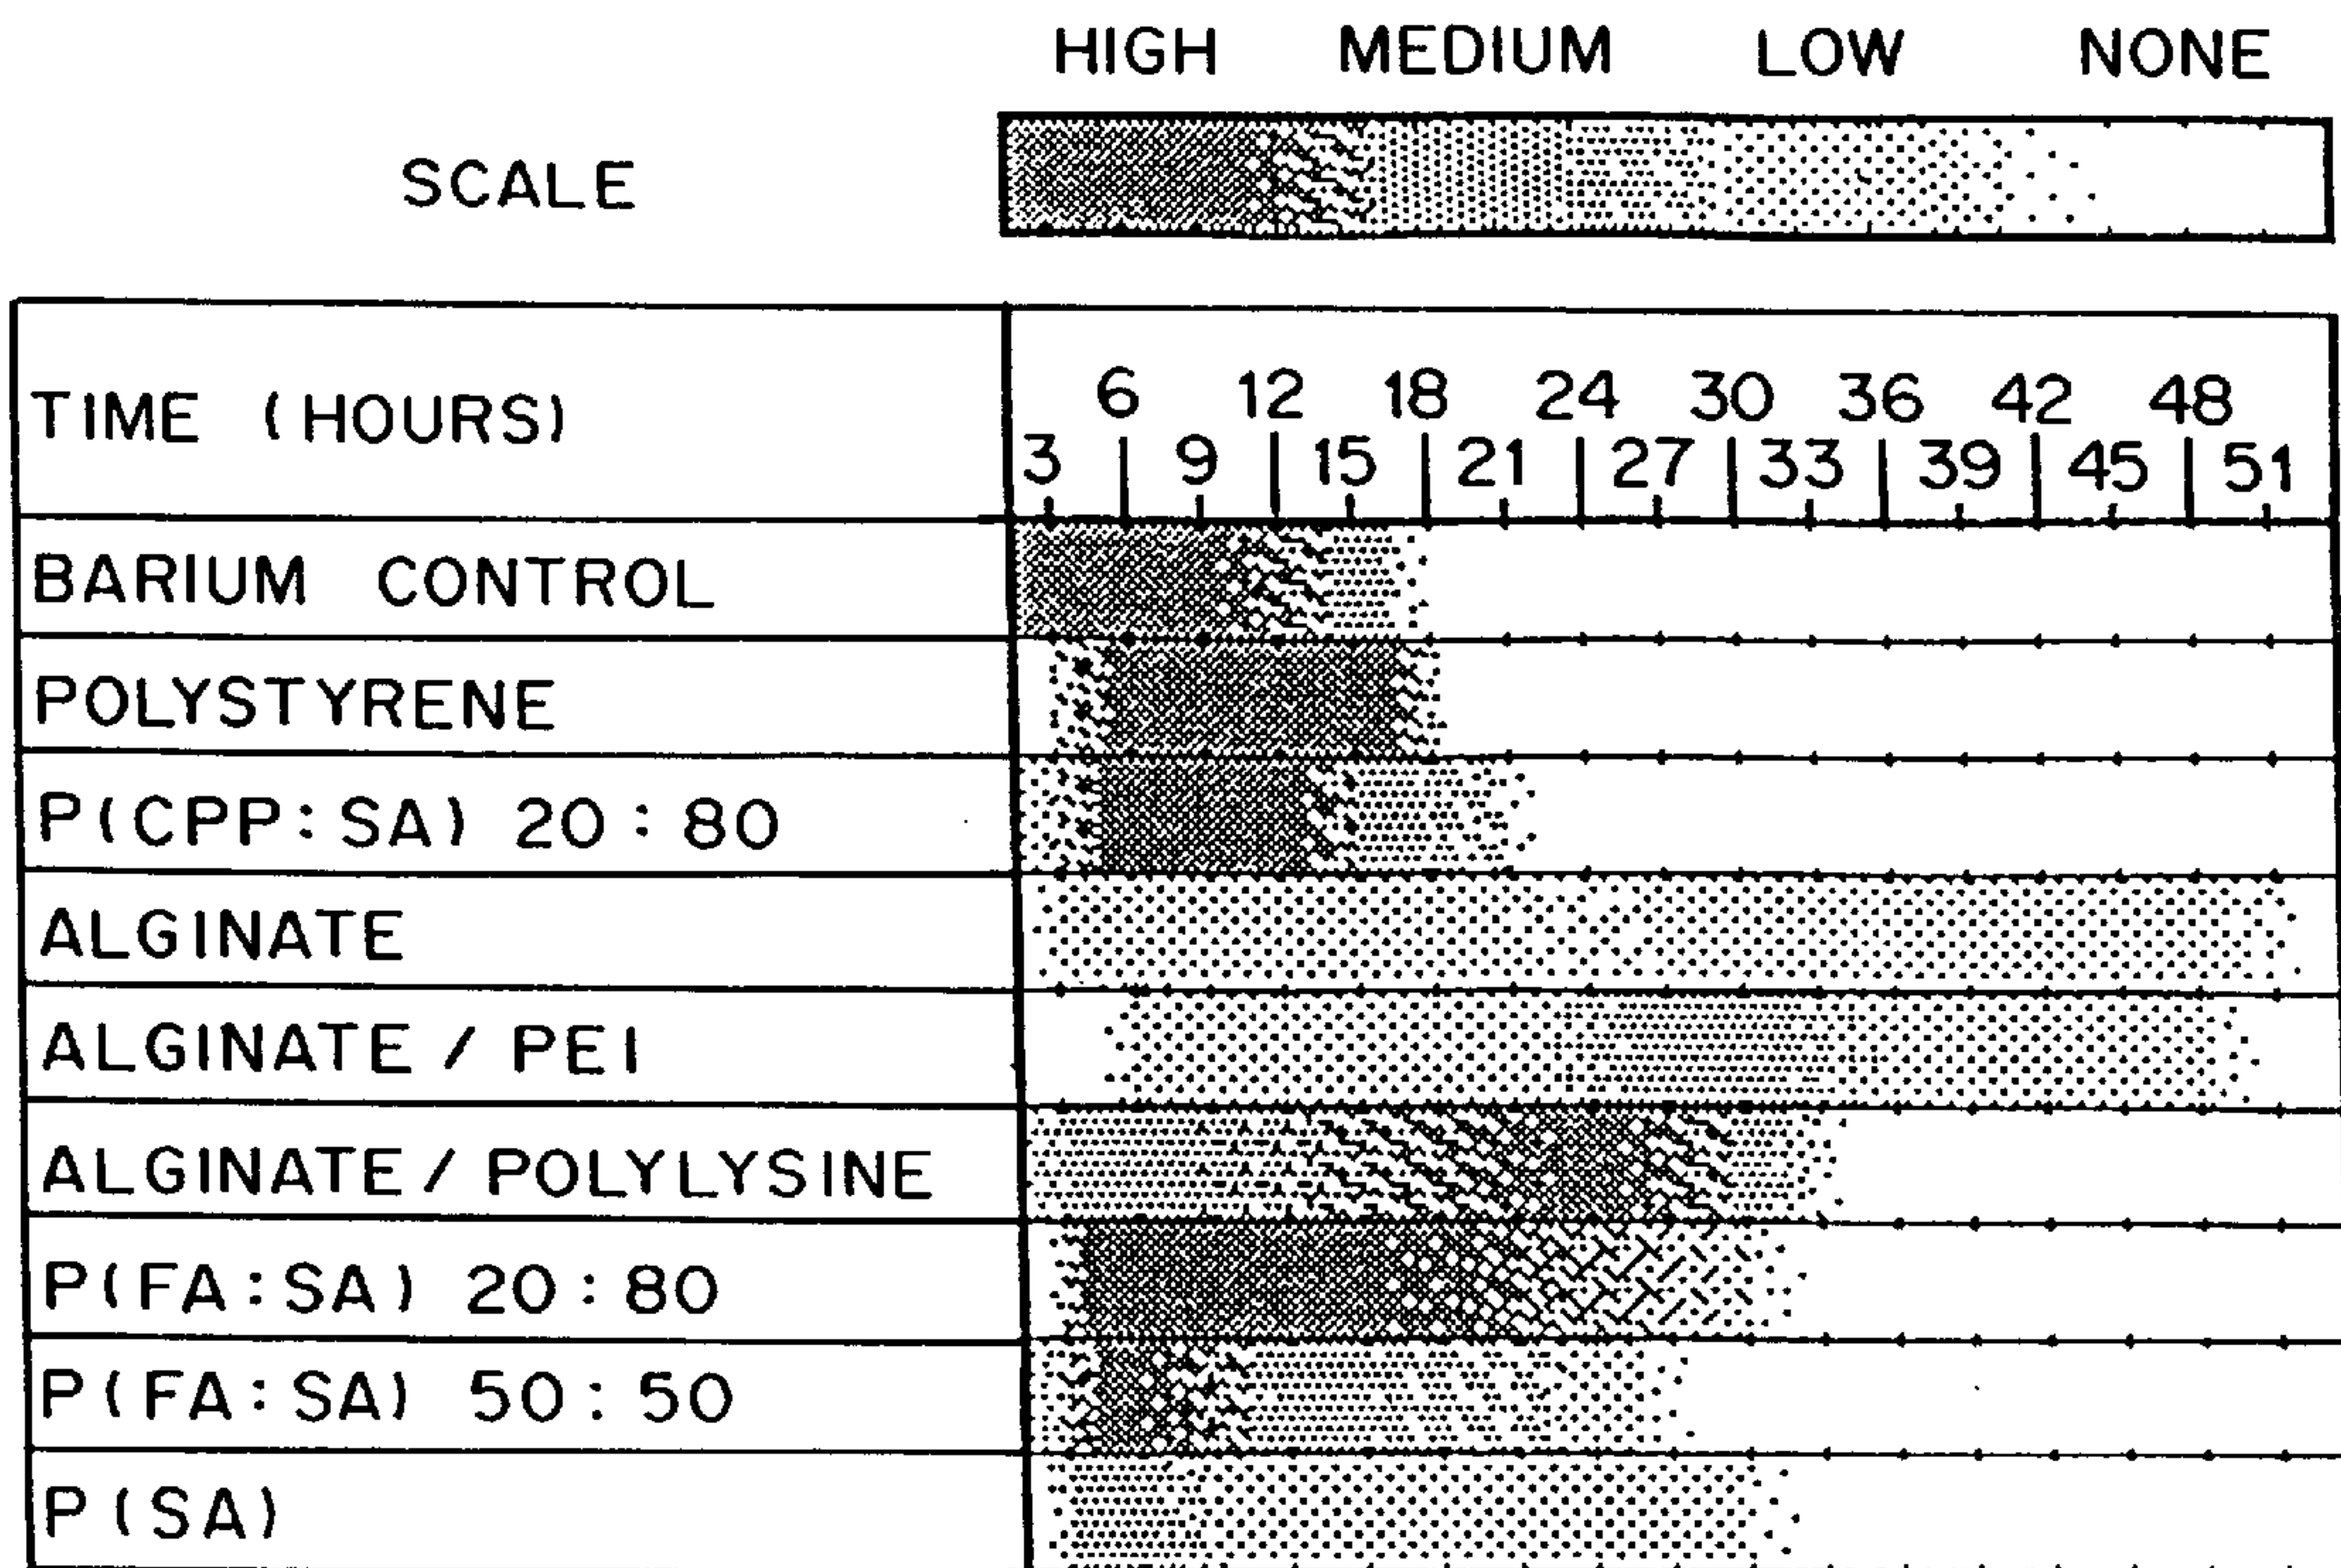 HIGH MEDIUM LOW NONE
SCALE
TIME (HOURS)
6 12 18 24 30 36 42 48
3 9 15 21 27 33 39 45 51
BARIUM CONTROL
POLYSTYRENE
P(CPP:SA) 20:80
ALGINATE
ALGINATE / PEI
ALGINATE / POLYLYSINE
P(FA:SA) 20:80
P(FA:SA) 50:50
P(SA)